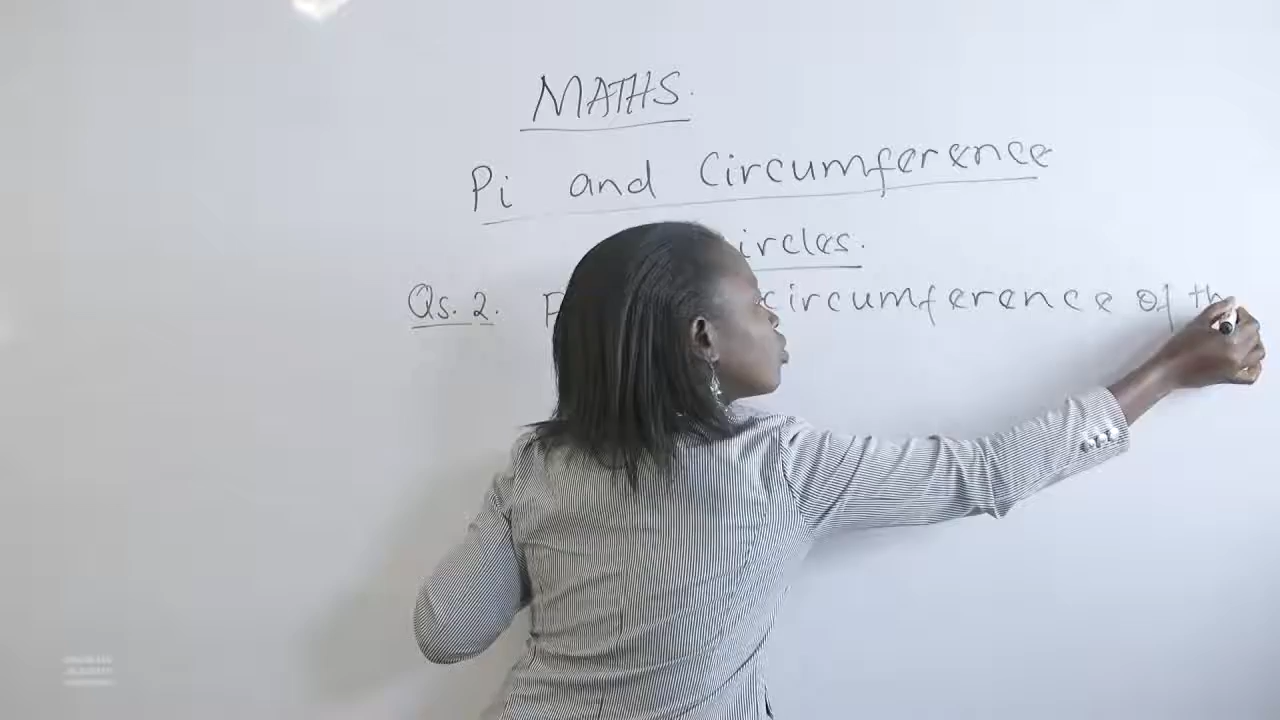 MATHS.
Pi and Circumference
ircles.
Qs. 2. F circumference of th